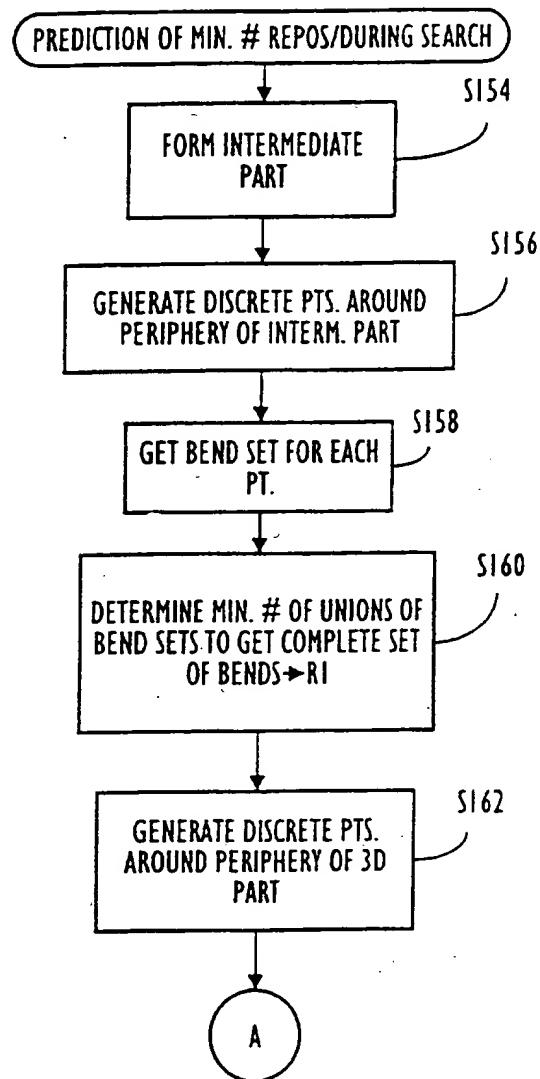 PREDICTION OF MIN. # REPOS/DURING SEARCH
S154
FORM INTERMEDIATE
PART
S156
GENERATE DISCRETE PTS. AROUND
PERIPHERY OF INTERM. PART
S158
GET BEND SET FOR EACH
PT.
S160
DETERMINE MIN. # OF UNIONS OF
BEND SETS TO GET COMPLETE SET
OF BENDS→R1
S162
GENERATE DISCRETE PTS.
AROUND PERIPHERY OF 3D
PART
A